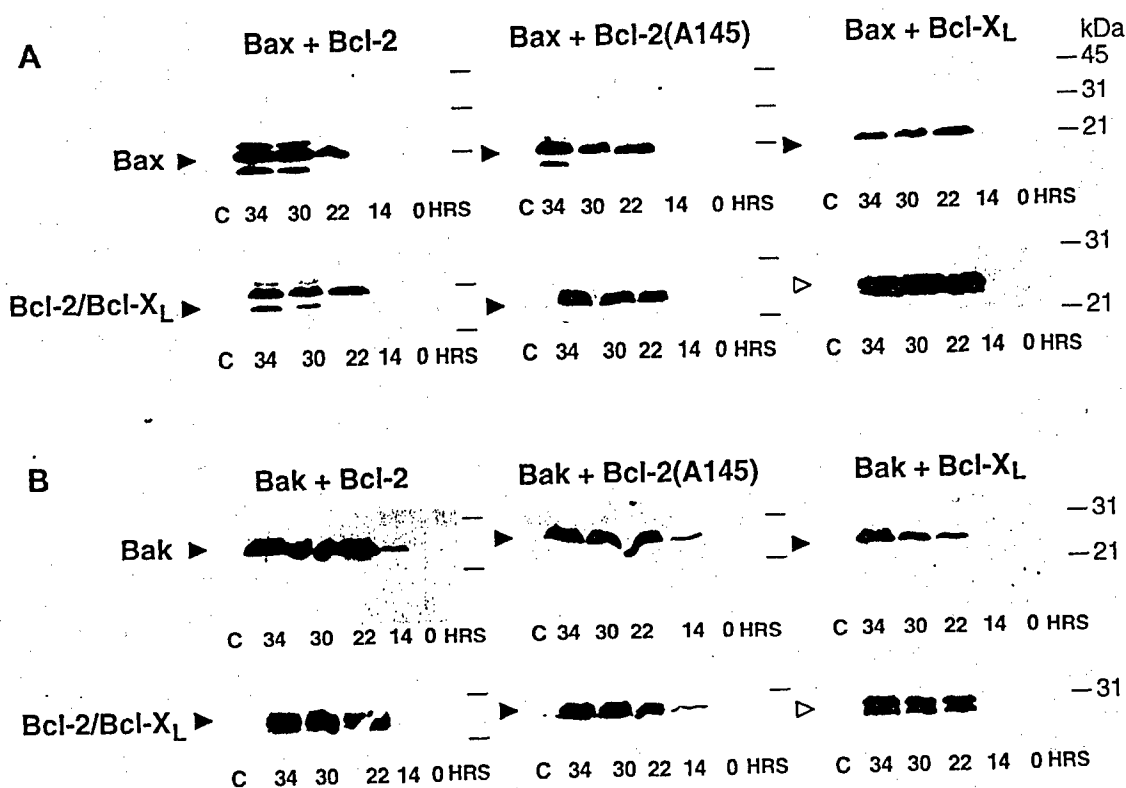 A
Bax + Bcl-2
Bax + Bcl-2(A145)
Bax + Bcl-XL
kDa
45
31
21
Bax
C 34 30 22 14 0 HRS
C 34 30 22 14 0 HRS
C 34 30 22 14 0 HRS
31
Bcl-2/Bcl-XL
21
C 34 30 22 14 0 HRS
C 34 30 22 14 0 HRS
C 34 30 22 14 0 HRS
B
Bak + Bcl-2
Bak + Bcl-2(A145)
Bak + Bcl-XL
31
Bak
21
C 34 30 22 14 0 HRS
C 34 30 22 14 0 HRS
C 34 30 22 14 0 HRS
31
Bcl-2/Bcl-XL
C 34 30 22 14 0 HRS
C 34 30 22 14 0 HRS
C 34 30 22 14 0 HRS